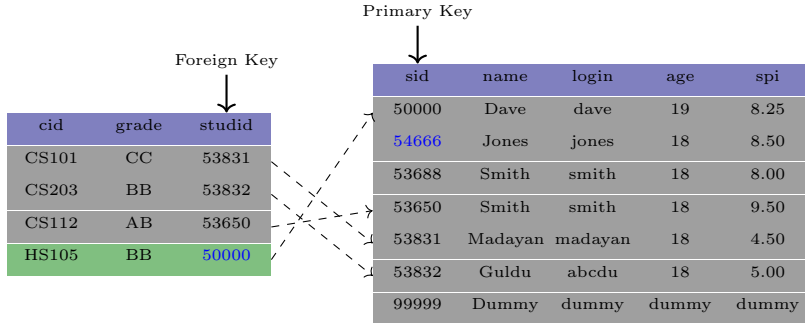 Primary Key
Foreign Key
sid name login age spi
50000 Dave dave 19 8.25
54666 Jones jones 18 8.50
53688 Smith smith 18 8.00
53650 Smith smith 18 9.50
53831 Madayan madayan 18 4.50
53832 Guldu abcdu 18 5.00
99999 Dummy dummy dummy dummy
cid grade studid
CS101 CC 53831
CS203 BB 53832
CS112 AB 53650
HS105 BB 50000